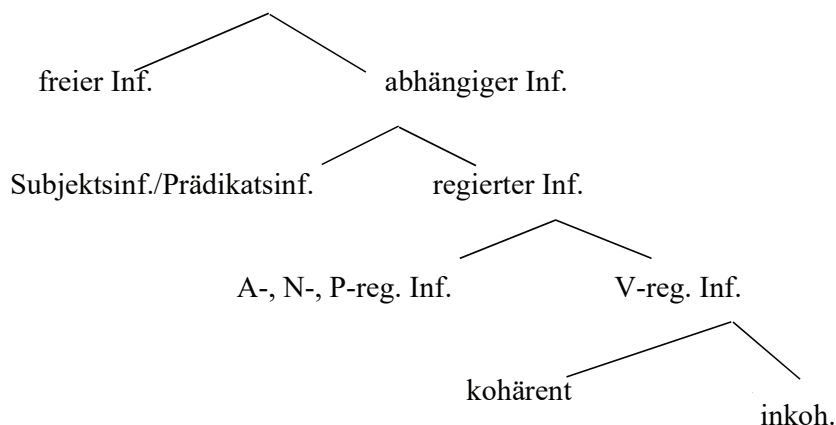 freier Inf. abhängiger Inf.
Subjektsinf./Prädikatsinf. regierter Inf.
A-, N-, P-reg. Inf. V-reg. Inf.
kohärent
inkoh.